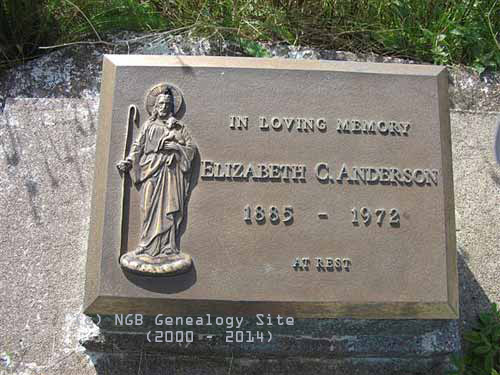 IN LOVING MEMORY
ELIZABETH C. ANDERSON
1885 - 1972
AT REST
(c) NGB Genealogy Site
(2000 - 2014)